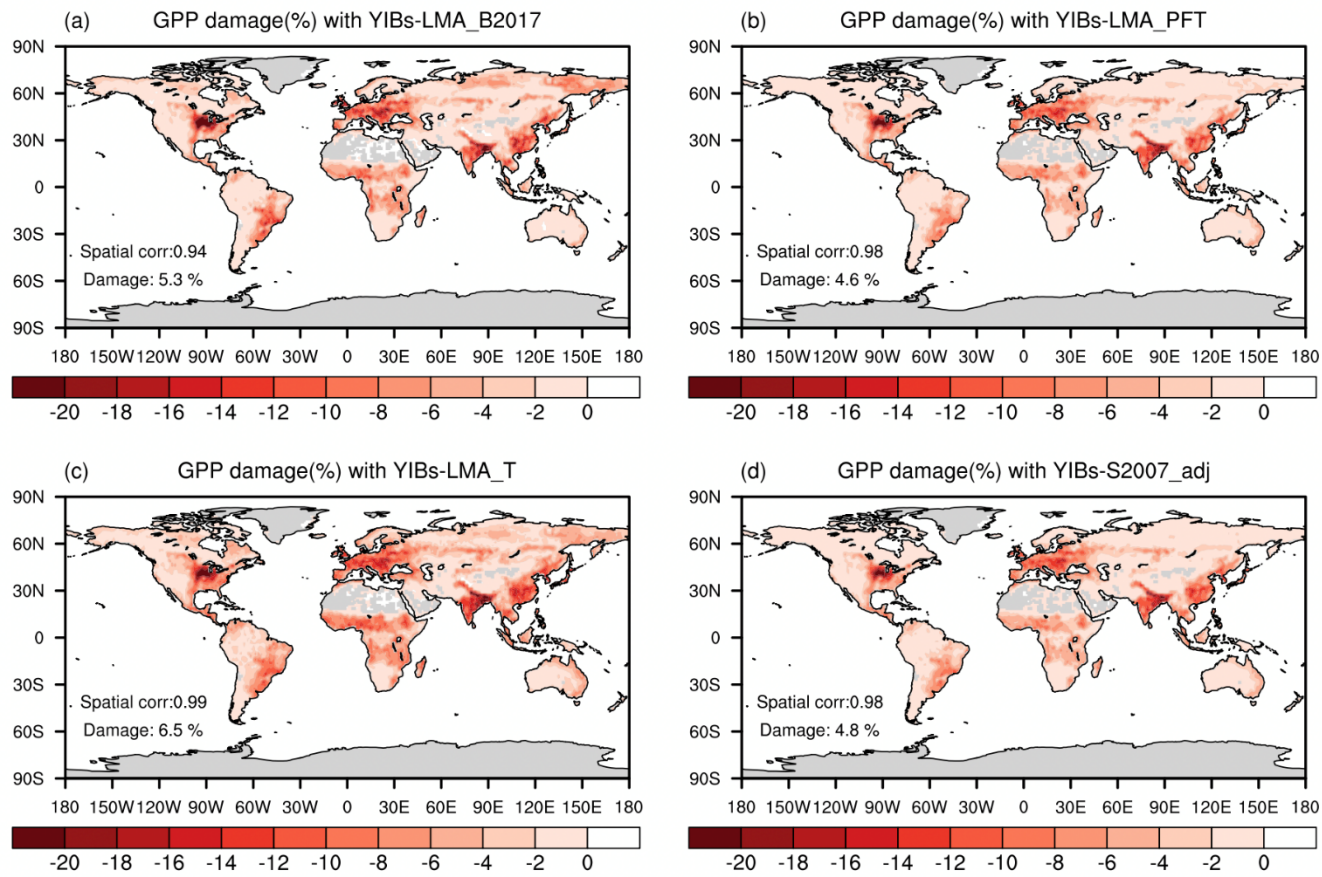 (a) GPP damage(%) with YIBs-LMA_B2017
90N
60N
30N
0
30S
60S
90S
Spatial corr:0.94
Damage: 5.3 %
180 150W 120W 90W 60W 30W 0 30E 60E 90E 120E 150E 180
-20 -18 -16 -14 -12 -10 -8 -6 -4 -2 0
(b) GPP damage(%) with YIBs-LMA_PFT
90N
60N
30N
0
30S
60S
90S
Spatial corr:0.98
Damage: 4.6 %
180 150W 120W 90W 60W 30W 0 30E 60E 90E 120E 150E 180
-20 -18 -16 -14 -12 -10 -8 -6 -4 -2 0
(c) GPP damage(%) with YIBs-LMA_T
90N
60N
30N
0
30S
60S
90S
Spatial corr:0.99
Damage: 6.5 %
180 150W 120W 90W 60W 30W 0 30E 60E 90E 120E 150E 180
-20 -18 -16 -14 -12 -10 -8 -6 -4 -2 0
(d) GPP damage(%) with YIBs-S2007_adj
90N
60N
30N
0
30S
60S
90S
Spatial corr:0.98
Damage: 4.8 %
180 150W 120W 90W 60W 30W 0 30E 60E 90E 120E 150E 180
-20 -18 -16 -14 -12 -10 -8 -6 -4 -2 0